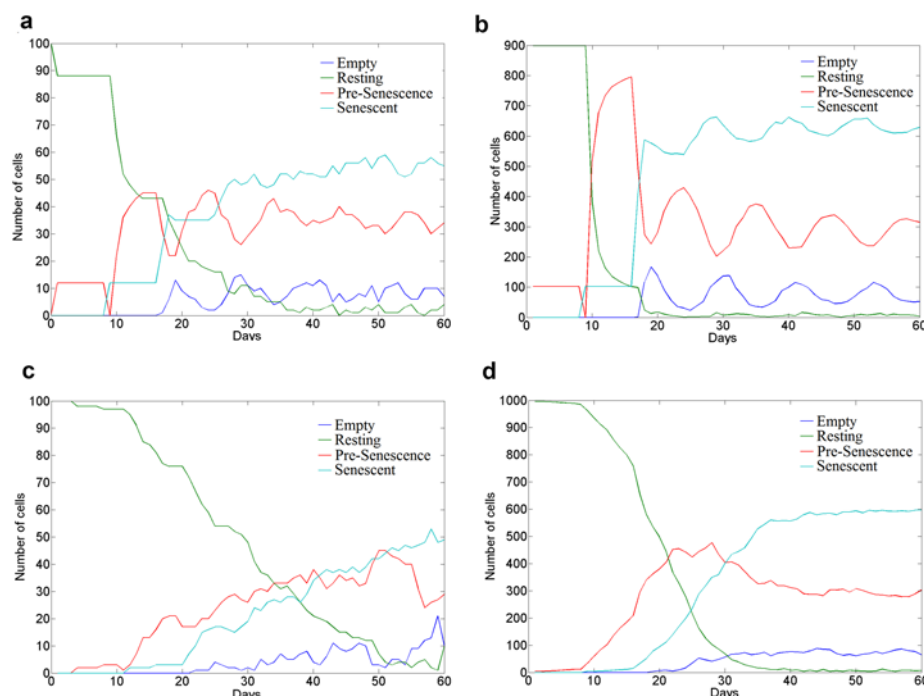 a
100
90
80
70
60
50
40
30
20
10
0
Number of cells
0 10 20 30 40 50 60
Days
Empty
Resting
Pre-Senescence
Senescent
b
900
800
700
600
500
400
300
200
100
0
Number of cells
0 10 20 30 40 50 60
Days
Empty
Resting
Pre-Senescence
Senescent
c
100
90
80
70
60
50
40
30
20
10
0
Number of cells
0 10 20 30 40 50 60
Days
Empty
Resting
Pre-Senescence
Senescent
d
1000
900
800
700
600
500
400
300
200
100
0
Number of cells
0 10 20 30 40 50 60
Days
Empty
Resting
Pre-Senescence
Senescent